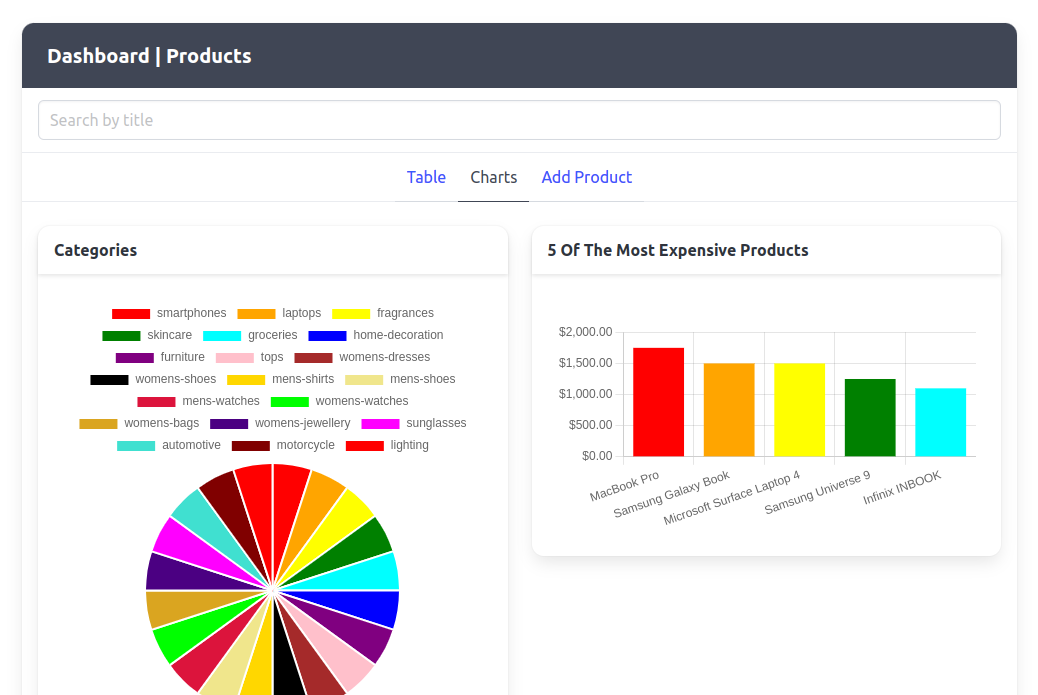 Dashboard | Products
Search by title
Table Charts Add Product
Categories
smartphones laptops fragrances
skincare groceries home-decoration
furniture tops womens-dresses
womens-shoes mens-shirts mens-shoes
mens-watches womens-watches
womens-bags womens-jewellery sunglasses
automotive motorcycle lighting
5 Of The Most Expensive Products
$2,000.00
$1,500.00
$1,000.00
$500.00
$0.00
MacBook Pro
Samsung Galaxy Book
Microsoft Surface Laptop 4
Samsung Universe 9
Infinix INBOOK